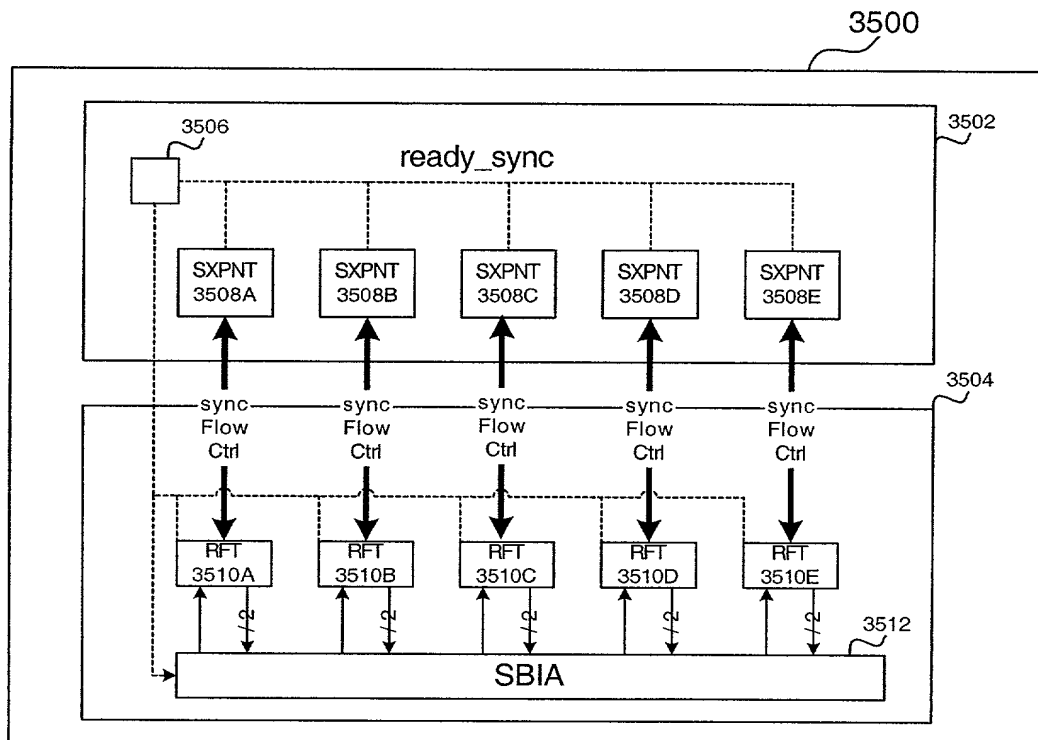 3500
3502
3506
ready_sync
SXPNT
3508A
SXPNT
3508B
SXPNT
3508C
SXPNT
3508D
SXPNT
3508E
3504
sync
Flow
Ctrl
sync
Flow
Ctrl
sync
Flow
Ctrl
sync
Flow
Ctrl
sync
Flow
Ctrl
RFT
3510A
RFT
3510B
RFT
3510C
RFT
3510D
RFT
3510E
/ 2
/ 2
/ 2
/ 2
/ 2
3512
SBIA